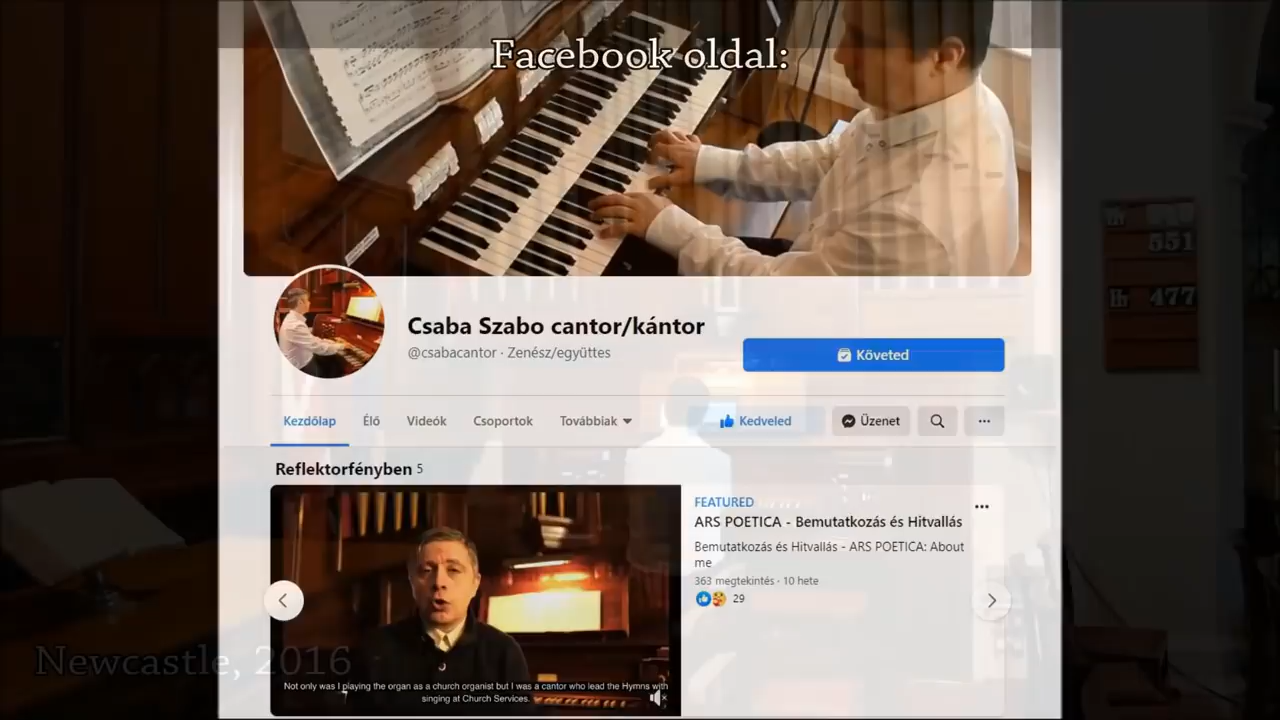 Facebook oldal:
551
477
Csaba Szabo cantor/kántor
@csabacantor · Zenész/együttes
Követed
Kezdőlap
Élő
Videók
Csoportok
Továbbiak
Kedveled
Üzenet
Reflektorfényben 5
FEATURED
ARS POETICA - Bemutatkozás és Hitvallás
Bemutatkozás és Hitvallás - ARS POETICA: About
me
363 megtekintés · 10 hete
29
Newcastle, 2016
Not only was I playing the organ as a church organist but I was a cantor who lead the Hymns with
singing at Church Services.